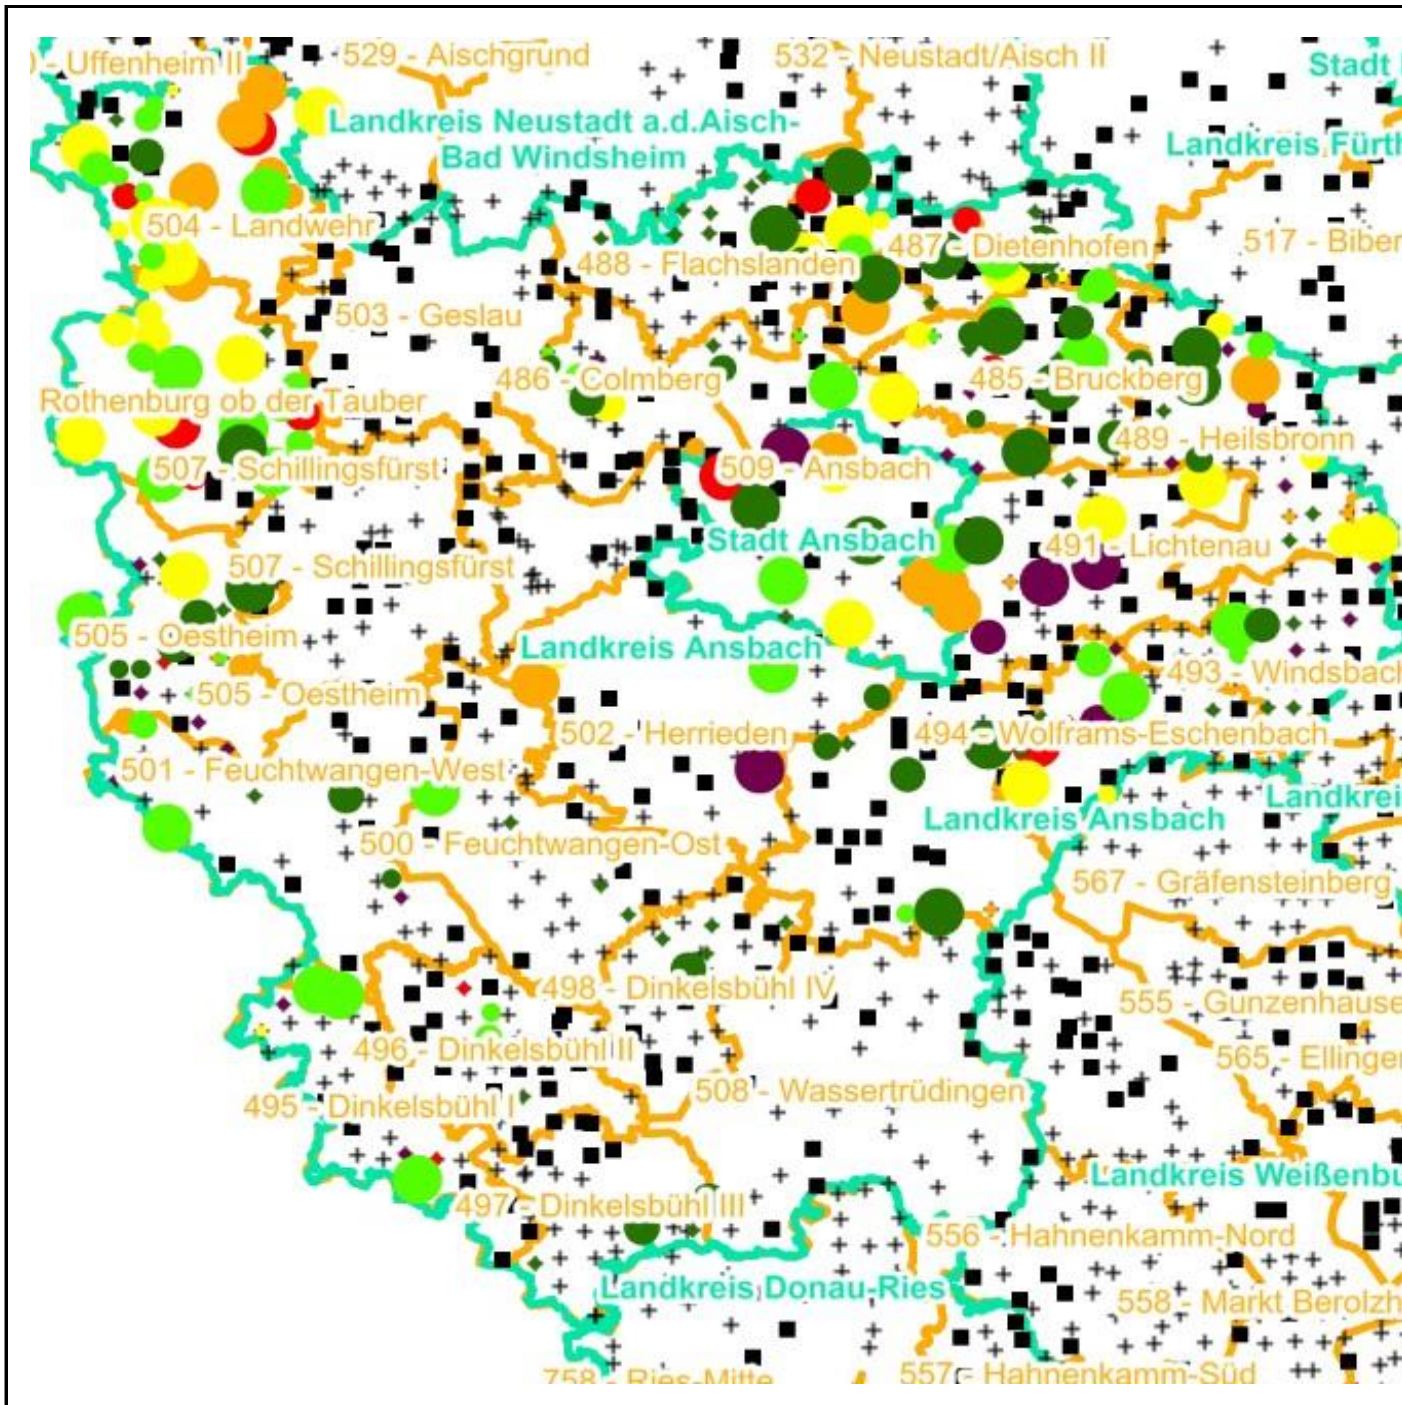 ) - Uffenheim II
529 - Aischgrund
532 - Neustadt/Aisch II
Stadt
Landkreis Neustadt a.d.Aisch-
Bad Windsheim
Landkreis Fürth
504 - Landwehr
488 - Flachslanden
487 - Dietenhofen
517 - Biber
503 - Geslau
486 - Colmberg
485 - Bruckberg
Rothenburg ob der Tauber
489 - Heilsbronn
507 - Schillingsfürst
509 - Ansbach
Stadt Ansbach
491 - Lichtenau
507 - Schillingsfürst
505 - Oestheim
Landkreis Ansbach
493 - Windsbach
505 - Oestheim
502 - Herrieden
494 - Wolframs-Eschenbach
501 - Feuchtwangen-West
Landkrei
Landkreis Ansbach
500 - Feuchtwangen-Ost
567 - Gräfensteinberg
498 - Dinkelsbühl IV
555 - Gunzenhause
496 - Dinkelsbühl II
565 - Ellinger
508 - Wassertrüdingen
495 - Dinkelsbühl I
Landkreis Weißenbu
497 - Dinkelsbühl III
556 - Hahnenkamm-Nord
Landkreis Donau-Ries
558 - Markt Berolzh
758 - Ries-Mitte
557 - Hahnenkamm-Süd